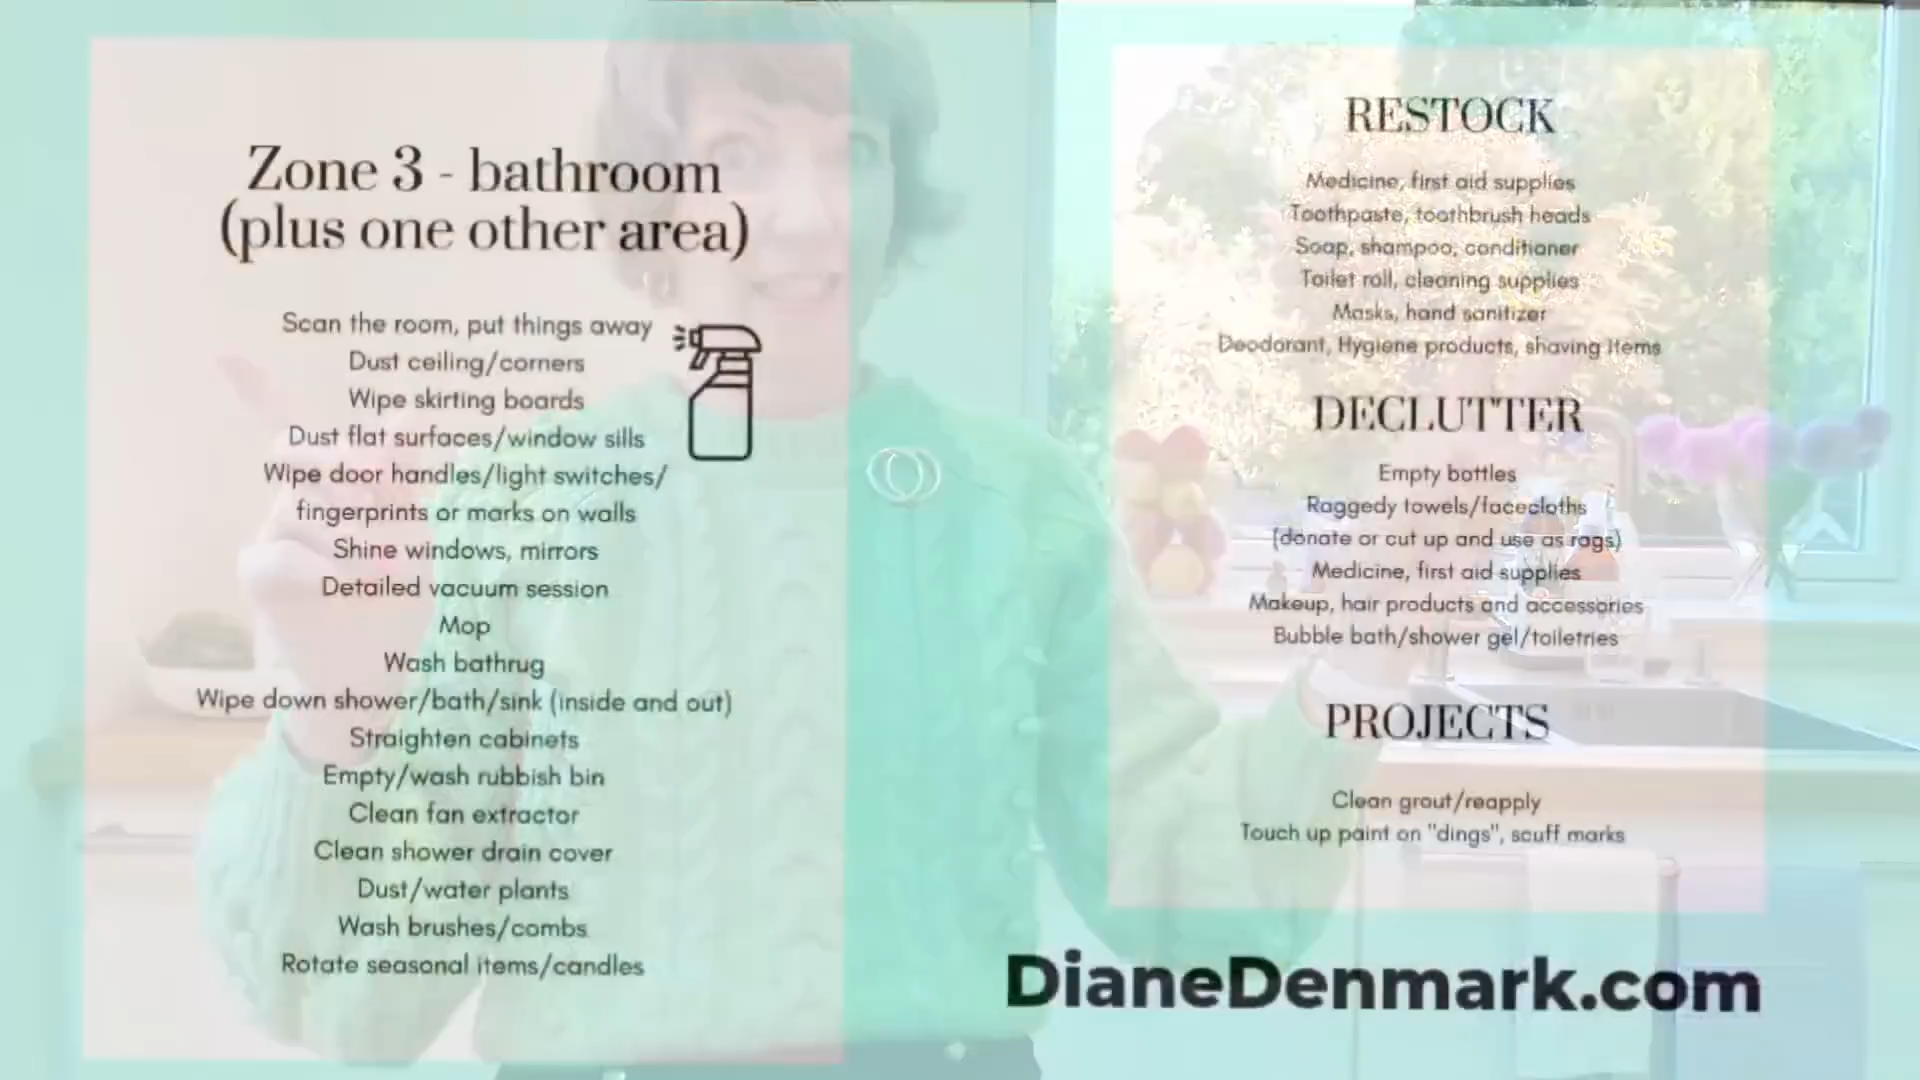 Zone 3 - bathroom
(plus one other area)
Scan the room, put things away
Dust ceiling/corners
Wipe skirting boards
Dust flat surfaces/window sills
Wipe door handles/light switches/
fingerprints or marks on walls
Shine windows, mirrors
Detailed vacuum session
Mop
Wash bathrug
Wipe down shower/bath/sink (inside and out)
Straighten cabinets
Empty/wash rubbish bin
Clean fan extractor
Clean shower drain cover
Dust/water plants
Wash brushes/combs
Rotate seasonal items/candles
RESTOCK
Medicine, first aid supplies
Toothpaste, toothbrush heads
Soap, shampoo, conditioner
Toilet roll, cleaning supplies
Masks, hand sanitizer
Deodorant, Hygiene products, shaving items
DECLUTTER
Empty bottles
Raggedy towels/facecloths
(donate or cut up and use as rags)
Medicine, first aid supplies
Makeup, hair products and accessories
Bubble bath/shower gel/toiletries
PROJECTS
Clean grout/reapply
Touch up paint on "dings", scuff marks
DianeDenmark.com